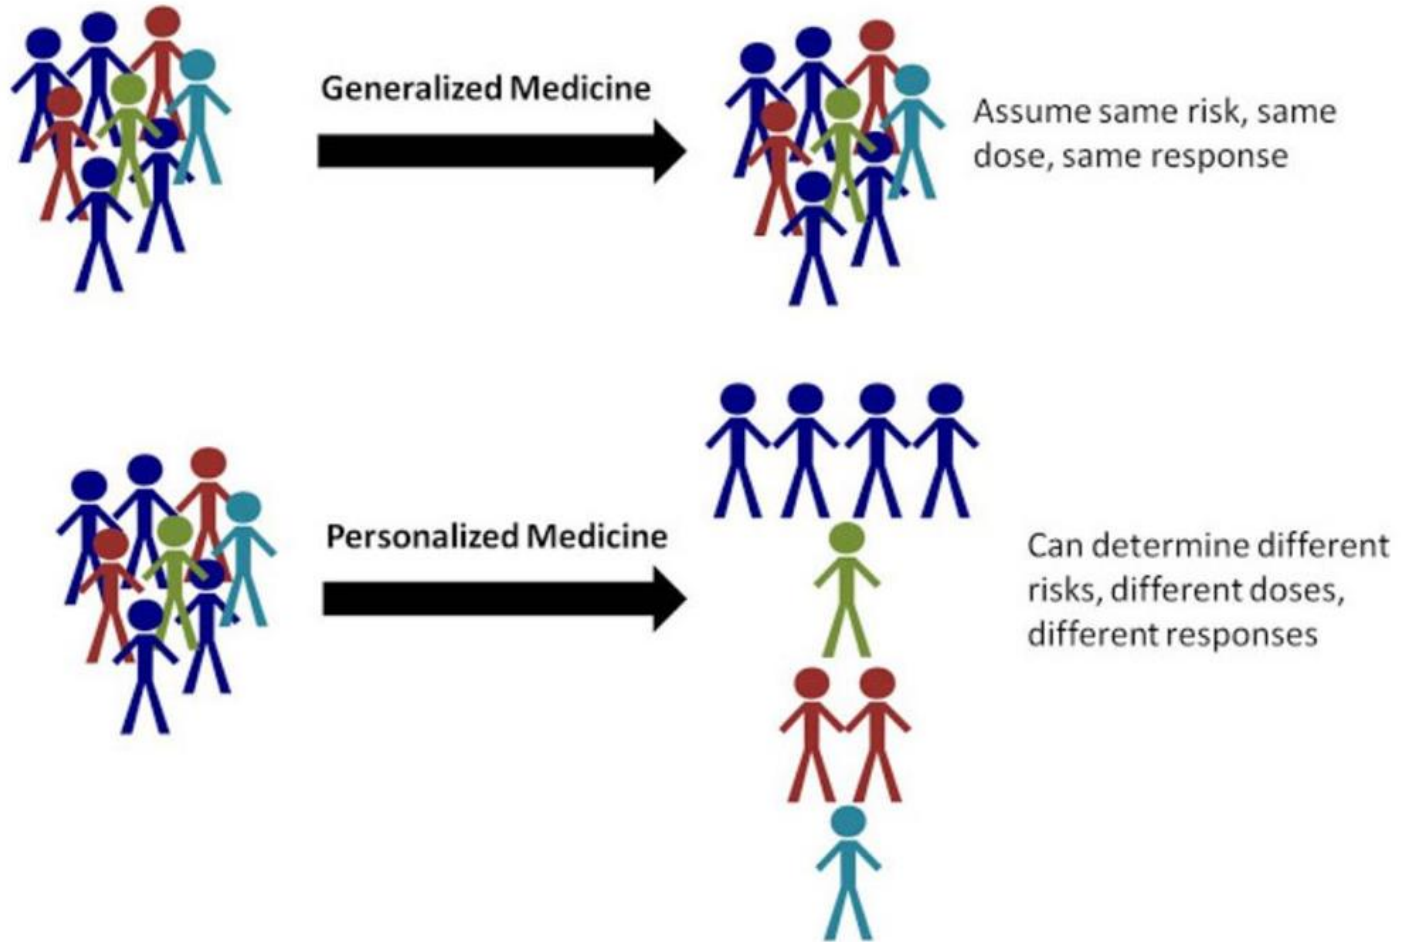 Generalized Medicine
Assume same risk, same
dose, same response
Personalized Medicine
Can determine different
risks, different doses,
different responses